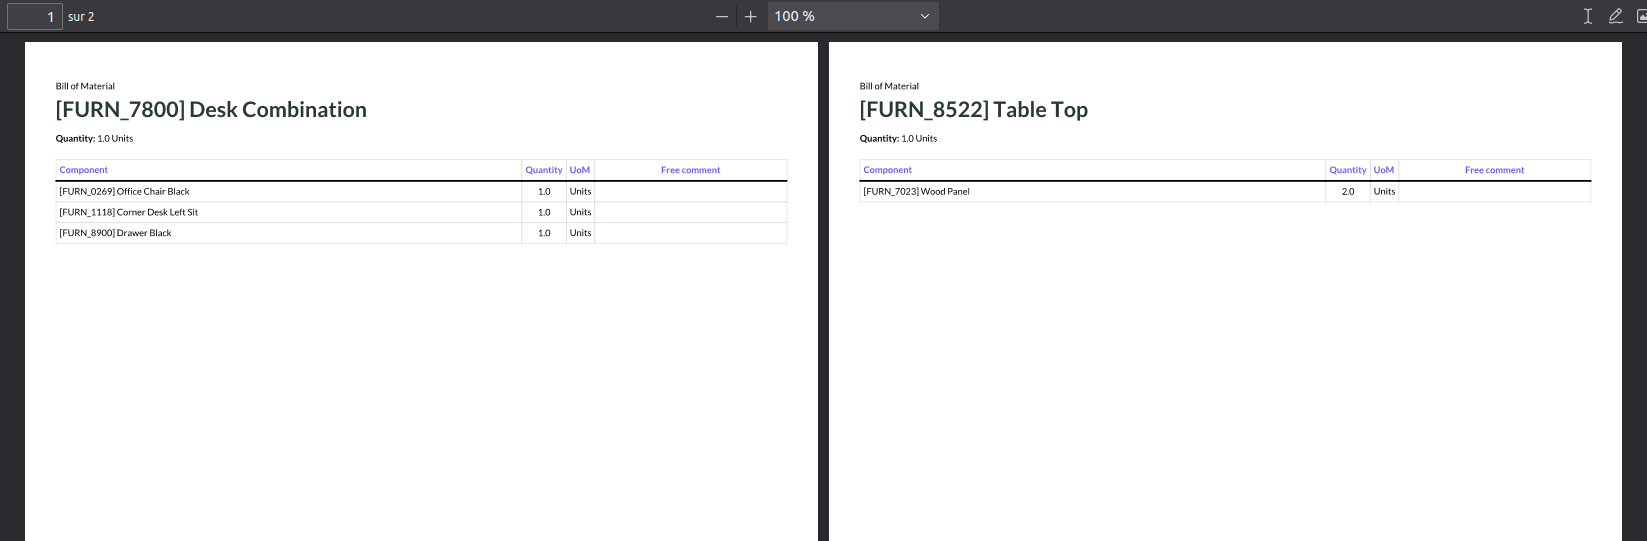 1 sur 2
100 %
Bill of Material
[FURN_7800] Desk Combination
Quantity: 1.0 Units
Component Quantity UoM Free comment
[FURN_0269] Office Chair Black 1.0 Units
[FURN_1118] Corner Desk Left Sit 1.0 Units
[FURN_8900] Drawer Black 1.0 Units
Bill of Material
[FURN_8522] Table Top
Quantity: 1.0 Units
Component Quantity UoM Free comment
[FURN_7023] Wood Panel 2.0 Units